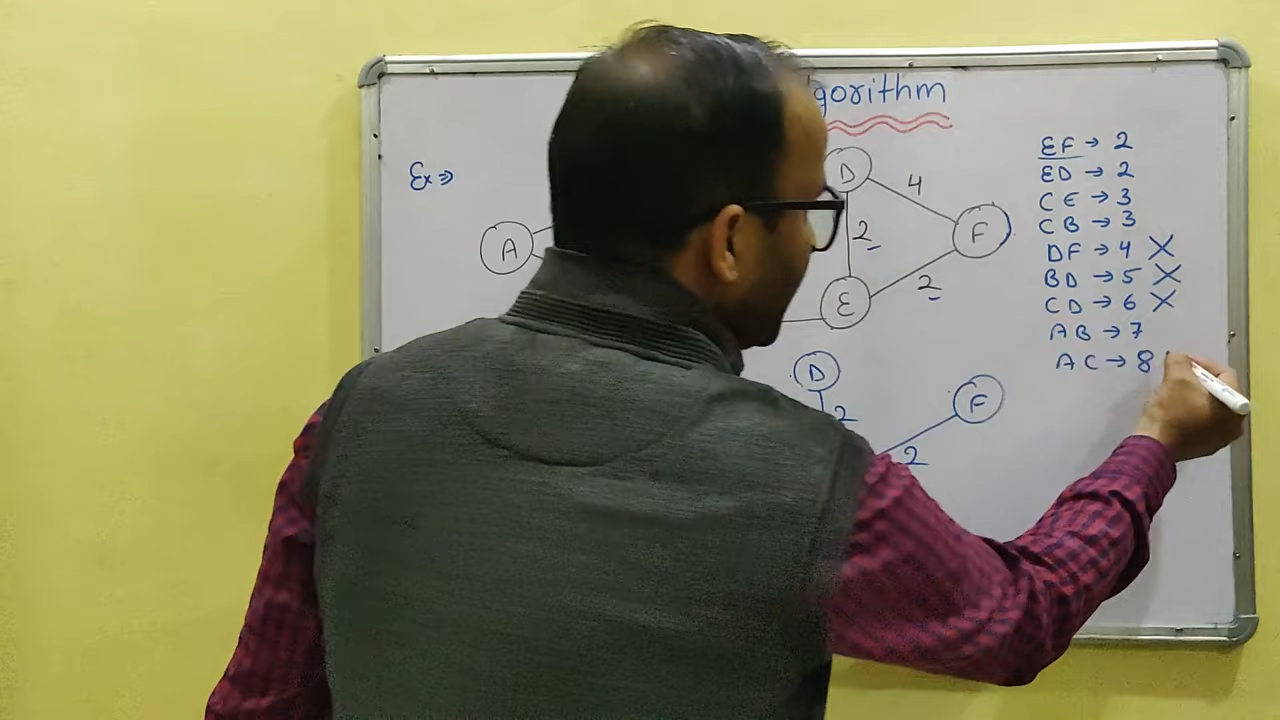 gorithm
Ex ⇒
A
D
4
F
2
E
2
D
2
F
2
EF → 2
ED → 2
CE → 3
CB → 3
DF → 4 X
BD → 5 X
CD → 6 X
AB → 7
AC → 8